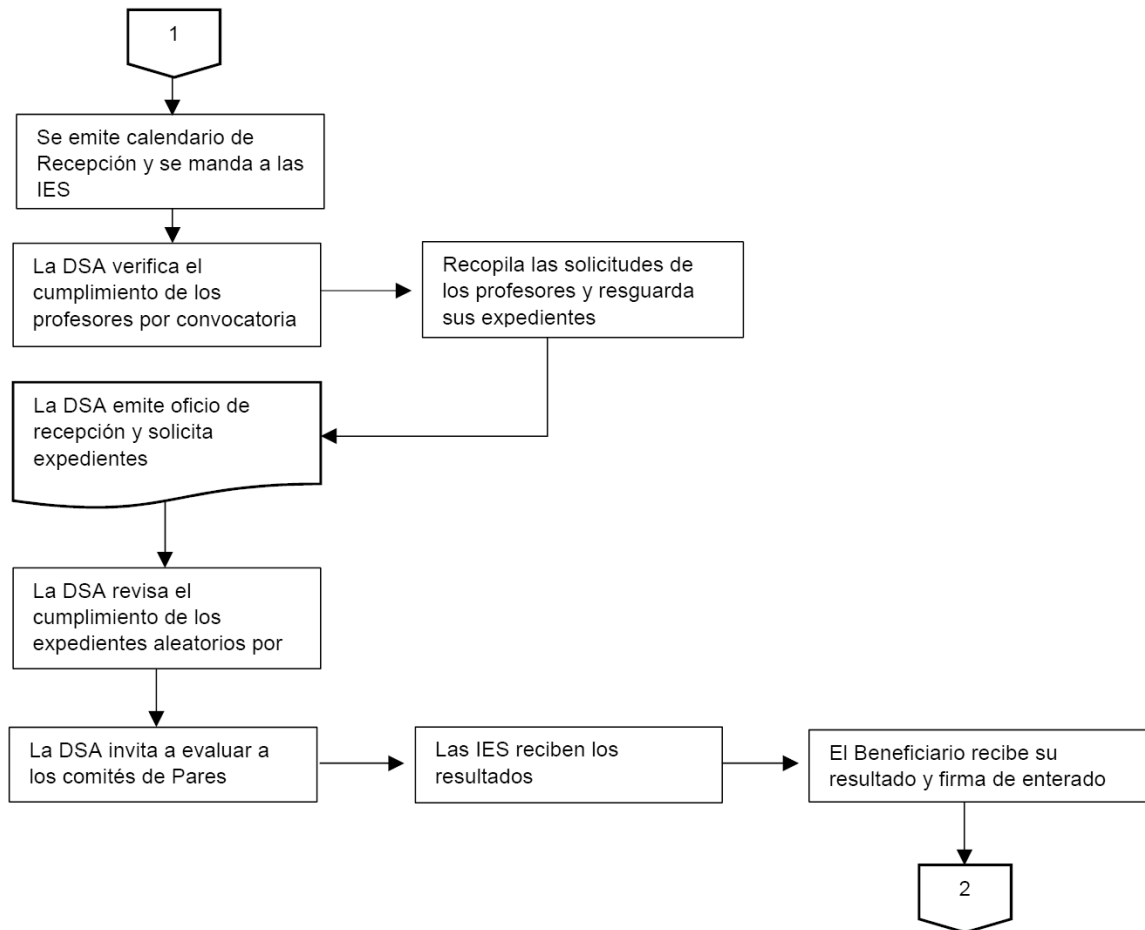 1
Se emite calendario de
Recepción y se manda a las
IES
La DSA verifica el
cumplimiento de los
profesores por convocatoria
Recopila las solicitudes de
los profesores y resguarda
sus expedientes
La DSA emite oficio de
recepción y solicita
expedientes
La DSA revisa el
cumplimiento de los
expedientes aleatorios por
La DSA invita a evaluar a
los comités de Pares
Las IES reciben los
resultados
El Beneficiario recibe su
resultado y firma de enterado
2